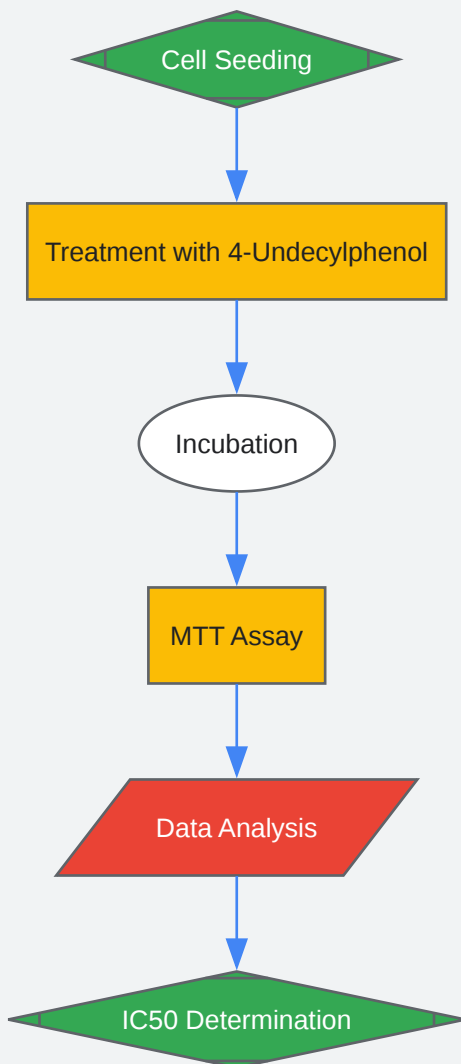 Cell Seeding
Treatment with 4-Undecylphenol
Incubation
MTT Assay
Data Analysis
IC50 Determination